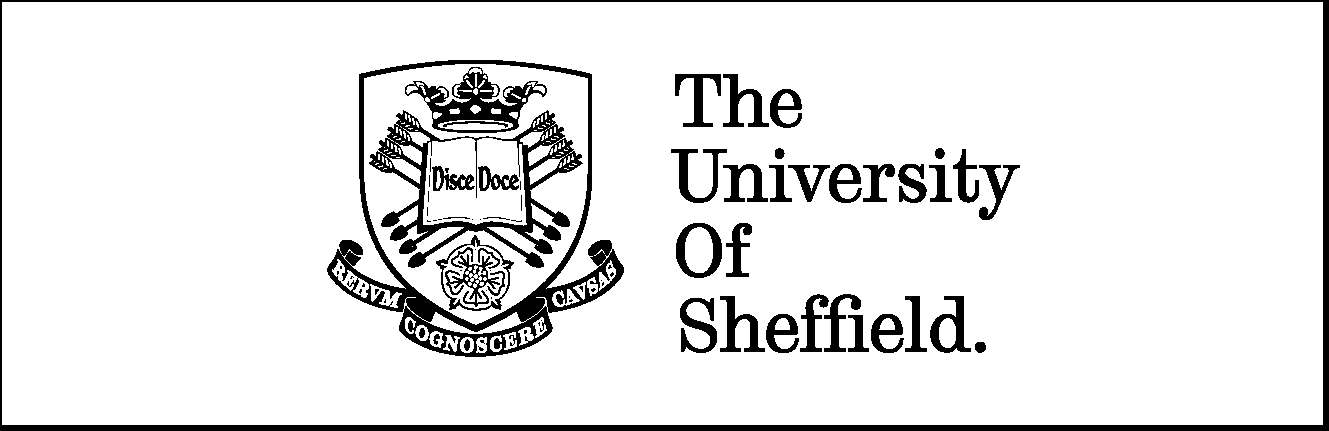 Disce Doce
RERVM COGNOSCERE CAVSAS
The
University
Of
Sheffield.